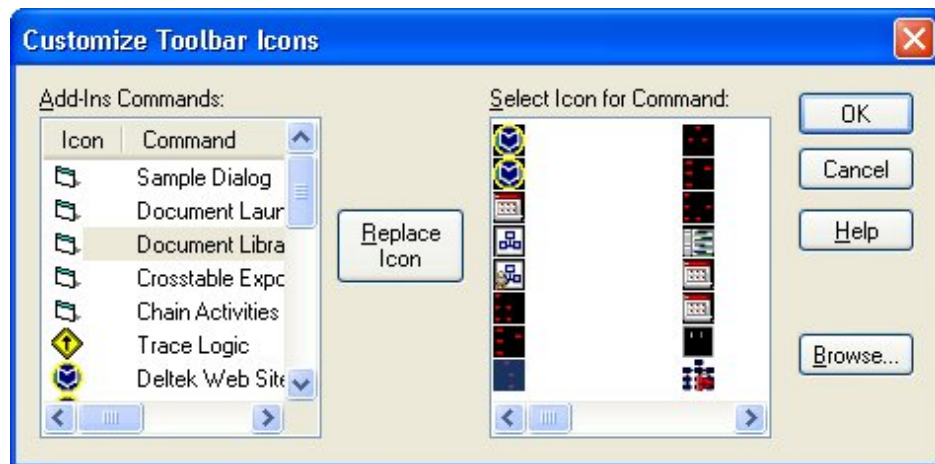 Customize Toolbar Icons
Add-Ins Commands:
Icon Command
Sample Dialog
Document Laur
Document Libra
Crosstable Expo
Chain Activities
Trace Logic
Deltek Web Site
Replace
Icon
Select Icon for Command:
OK
Cancel
Help
Browse...